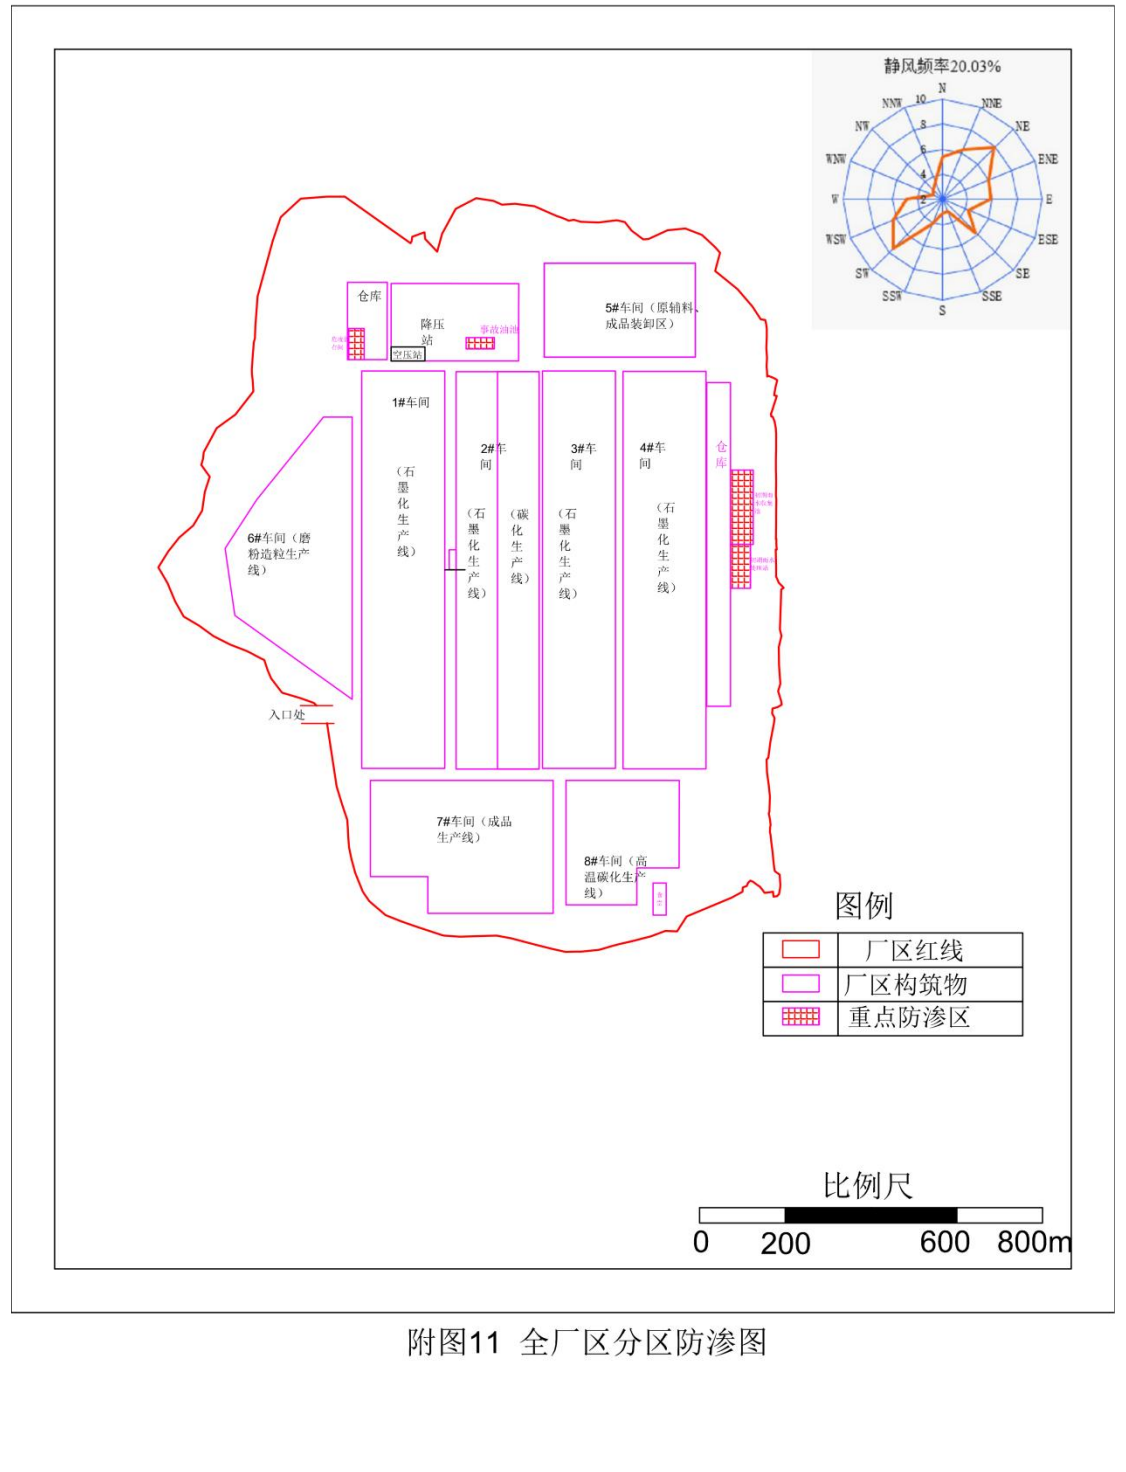 静风频率20.03%
N
NNW
10
NNE
NW
8
NE
6
WNW
ENE
4
W
2
E
WSW
ESE
SW
SE
SSW
SSE
S
仓库
降压
站
事故油池
空压站
5#车间（原辅料、
成品装卸区）
1#车间
（石
墨
化
生
产
线）
2#车
间
（石
墨
化
生
产
线）
（碳
化
生
产
线）
3#车
间
（石
墨
化
生
产
线）
4#车
间
（石
墨
化
生
产
线）
仓
库
6#车间（磨
粉造粒生产
线）
入口处
7#车间（成品
生产线）
8#车间（高
温碳化生产
线）
图例
厂区红线
厂区构筑物
重点防渗区
比例尺
0 200 600 800m
附图11 全厂区分区防渗图